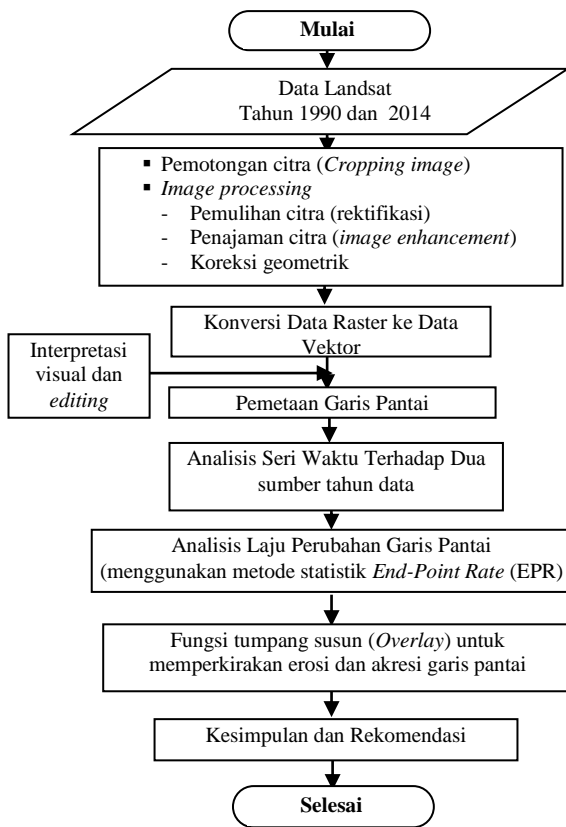 Mulai
Data Landsat
Tahun 1990 dan 2014
▪ Pemotongan citra (Cropping image)
▪ Image processing
- Pemulihan citra (rektifikasi)
- Penajaman citra (image enhancement)
- Koreksi geometrik
Konversi Data Raster ke Data
Vektor
Interpretasi
visual dan
editing
Pemetaan Garis Pantai
Analisis Seri Waktu Terhadap Dua
sumber tahun data
Analisis Laju Perubahan Garis Pantai
(menggunakan metode statistik End-Point Rate (EPR)
Fungsi tumpang susun (Overlay) untuk
memperkirakan erosi dan akresi garis pantai
Kesimpulan dan Rekomendasi
Selesai